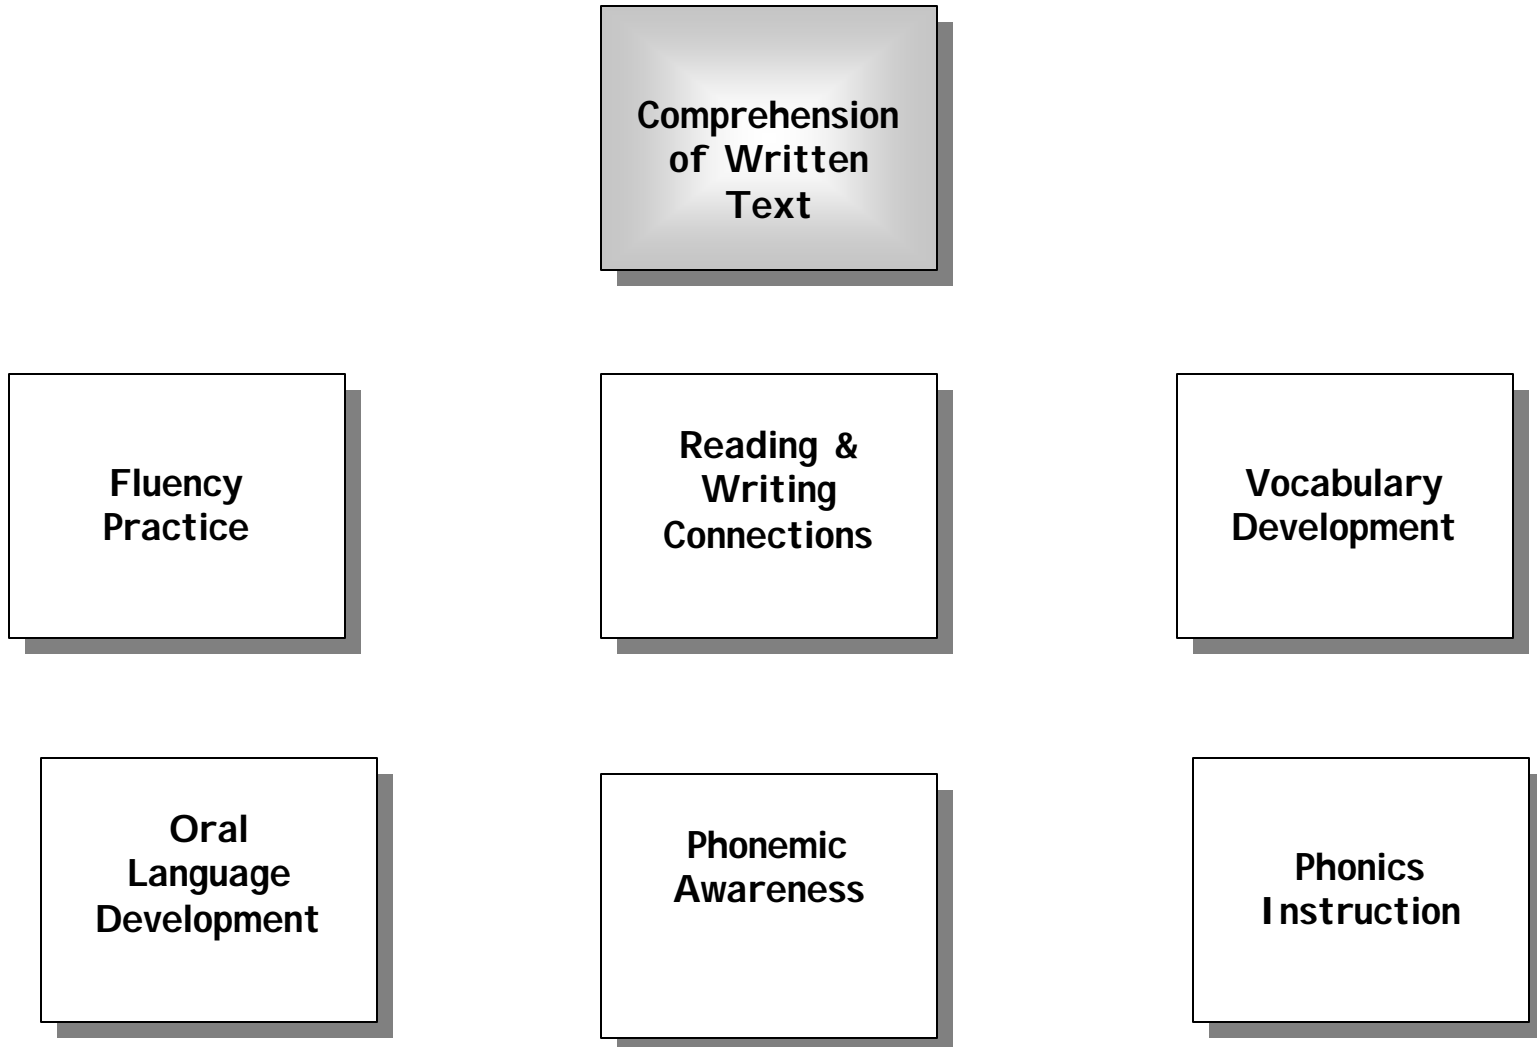 Comprehension
of Written
Text
Fluency
Practice
Reading &
Writing
Connections
Vocabulary
Development
Oral
Language
Development
Phonemic
Awareness
Phonics
Instruction